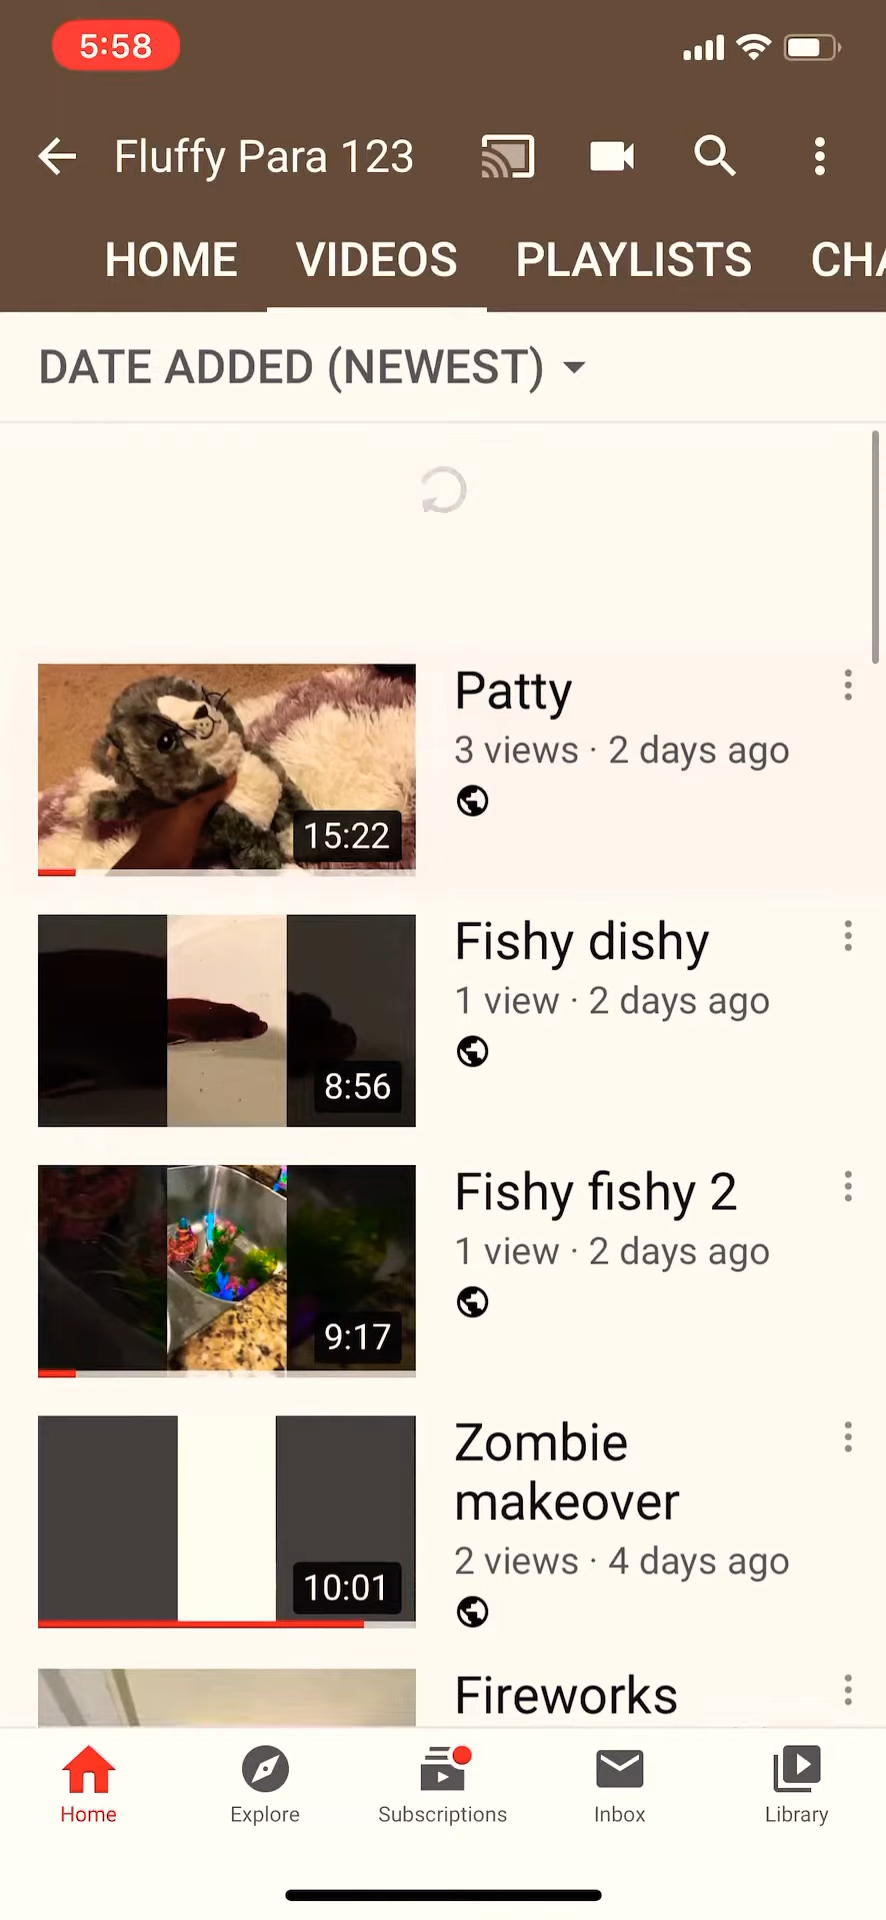 5:58
Fluffy Para 123
HOME VIDEOS PLAYLISTS CHA
DATE ADDED (NEWEST)
Patty
3 views · 2 days ago
15:22
Fishy dishy
1 view · 2 days ago
8:56
Fishy fishy 2
1 view · 2 days ago
9:17
Zombie
makeover
2 views · 4 days ago
10:01
Fireworks
Home Explore Subscriptions Inbox Library